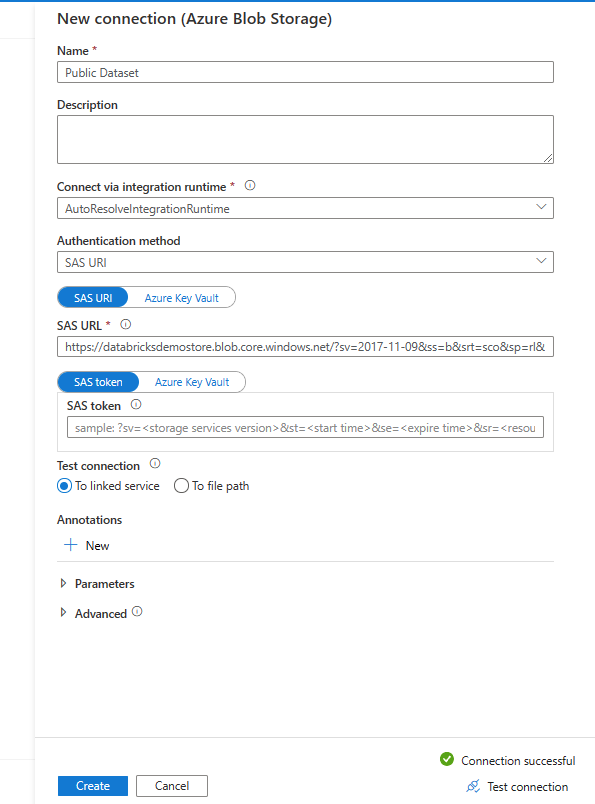 New connection (Azure Blob Storage)
Name *
Public Dataset
Description
Connect via integration runtime *
AutoResolveIntegrationRuntime
Authentication method
SAS URI
SAS URI Azure Key Vault
SAS URL *
https://databricksdemostore.blob.core.windows.net/?sv=2017-11-09&ss=b&srt=sco&sp=rl&
SAS token Azure Key Vault
SAS token
sample: ?sv=<storage services version>&st=<start time>&se=<expire time>&sr=<resou
Test connection
To linked service To file path
Annotations
New
Parameters
Advanced
Connection successful
Create Cancel Test connection